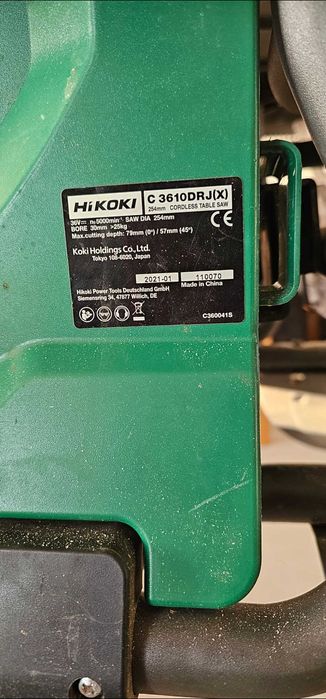 HiKOKI C 3610DRJ(X)
254mm CORDLESS TABLE SAW
36V⎓ n₀5000min⁻¹ SAW DIA 254mm
BORE 30mm >25kg
Max.cutting depth: 79mm (0°) / 57mm (45°)
CE
Koki Holdings Co., Ltd.
Tokyo 108-6020, Japan
2021-01 110070
Hikoki Power Tools Deutschland GmbH Made in China
Siemensring 34, 47877 Willich, DE
C360041S